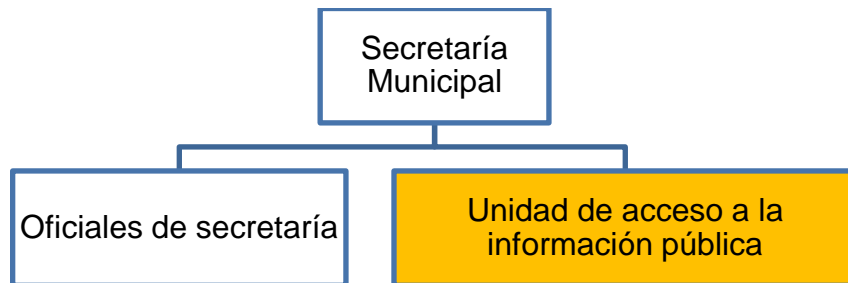 Secretaría
Municipal
Oficiales de secretaría
Unidad de acceso a la
información pública